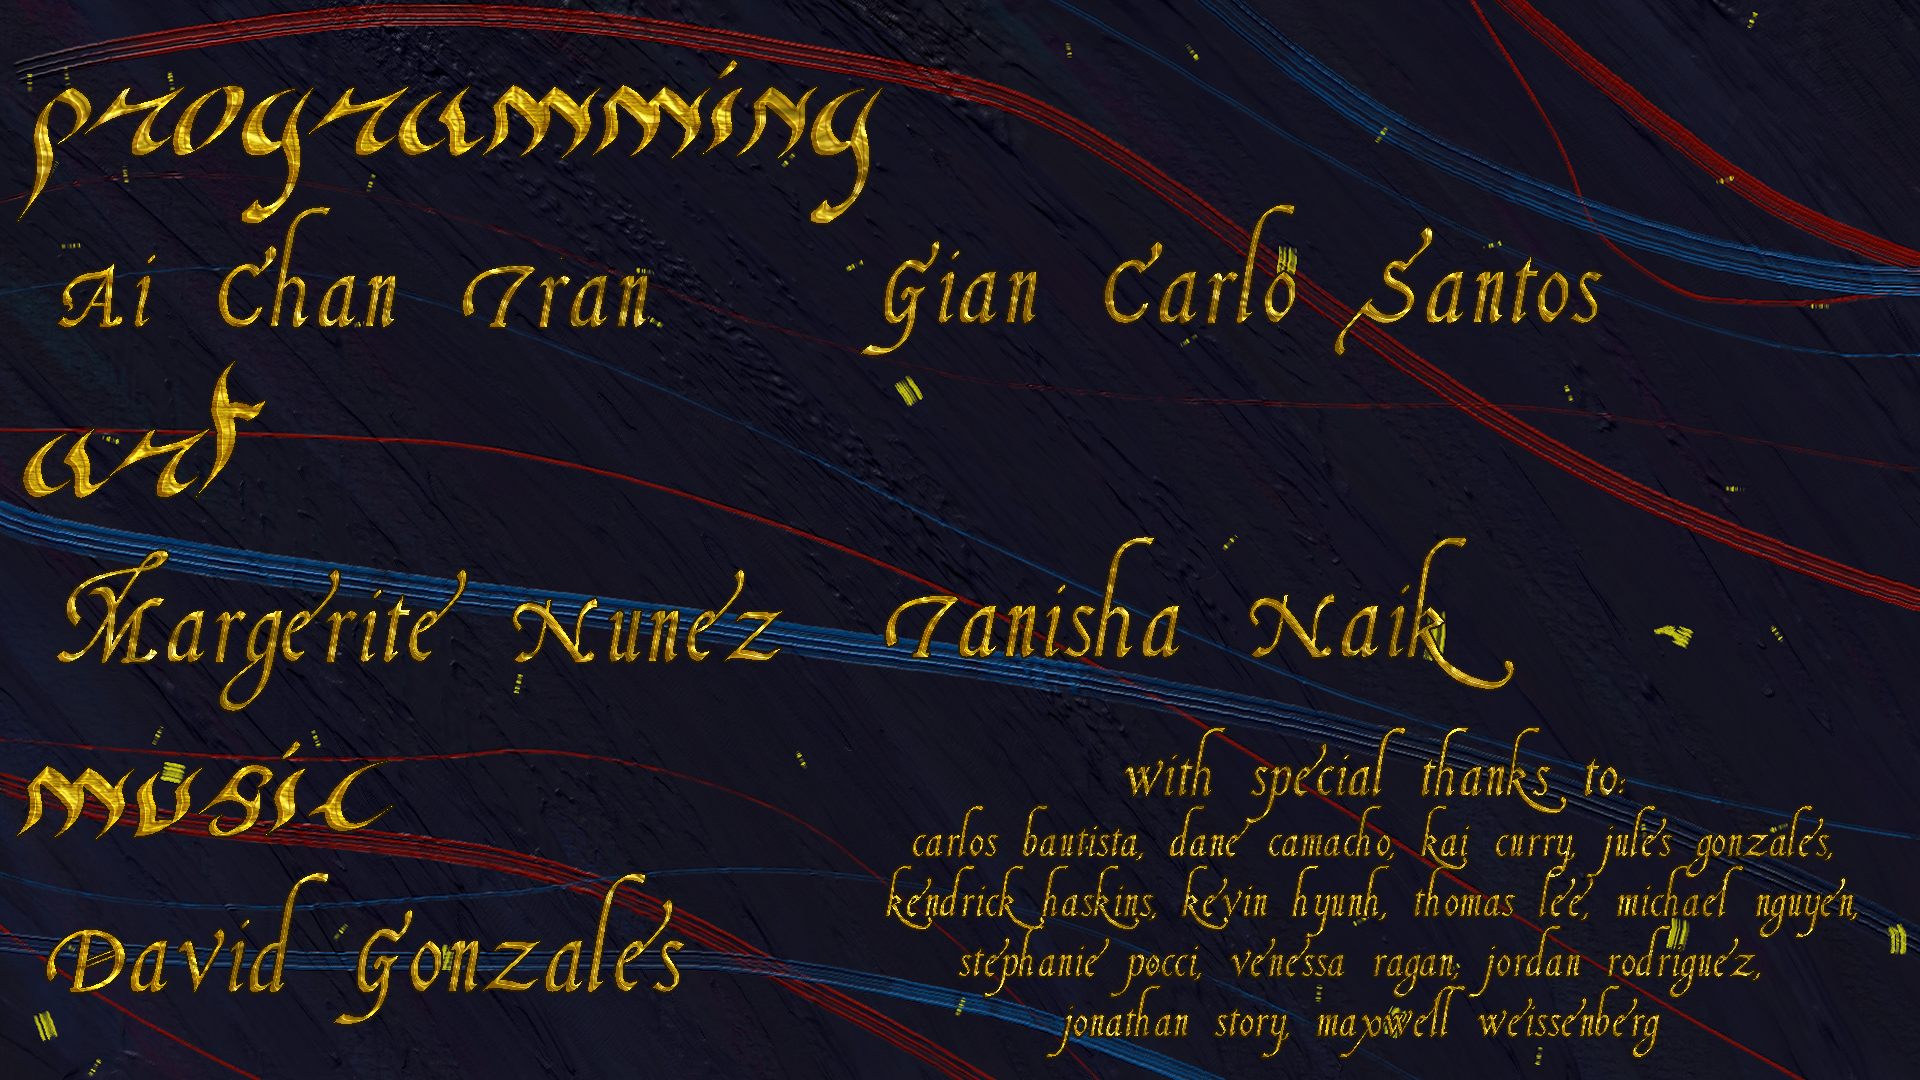 programming
Ai Chan Tran Gian Carlo Santos
art
Margerite Nunez Tanisha Naik
music
David Gonzales
with special thanks to:
carlos bautista, dane camacho, kai curry, jules gonzales,
kendrick haskins, kevin hyunh, thomas lee, michael nguyen,
stephanie pocci, venessa ragan; jordan rodriguez,
jonathan story, maxwell weissenberg